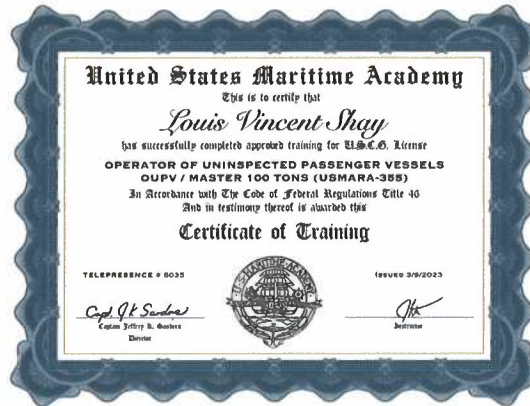 United States Maritime Academy
This is to certify that
Louis Vincent Shay
has successfully completed approved training for U.S.C.G. License
OPERATOR OF UNINSPECTED PASSENGER VESSELS
OUPV / MASTER 100 TONS (USMARA-355)
In Accordance with The Code of Federal Regulations Title 46
And in testimony thereof is awarded this
Certificate of Training
TELEPRESENCE # 6035
ISSUED 3/9/2023
U.S. MARITIME ACADEMY
Captain Jeffrey K. Sanders
Director
Instructor